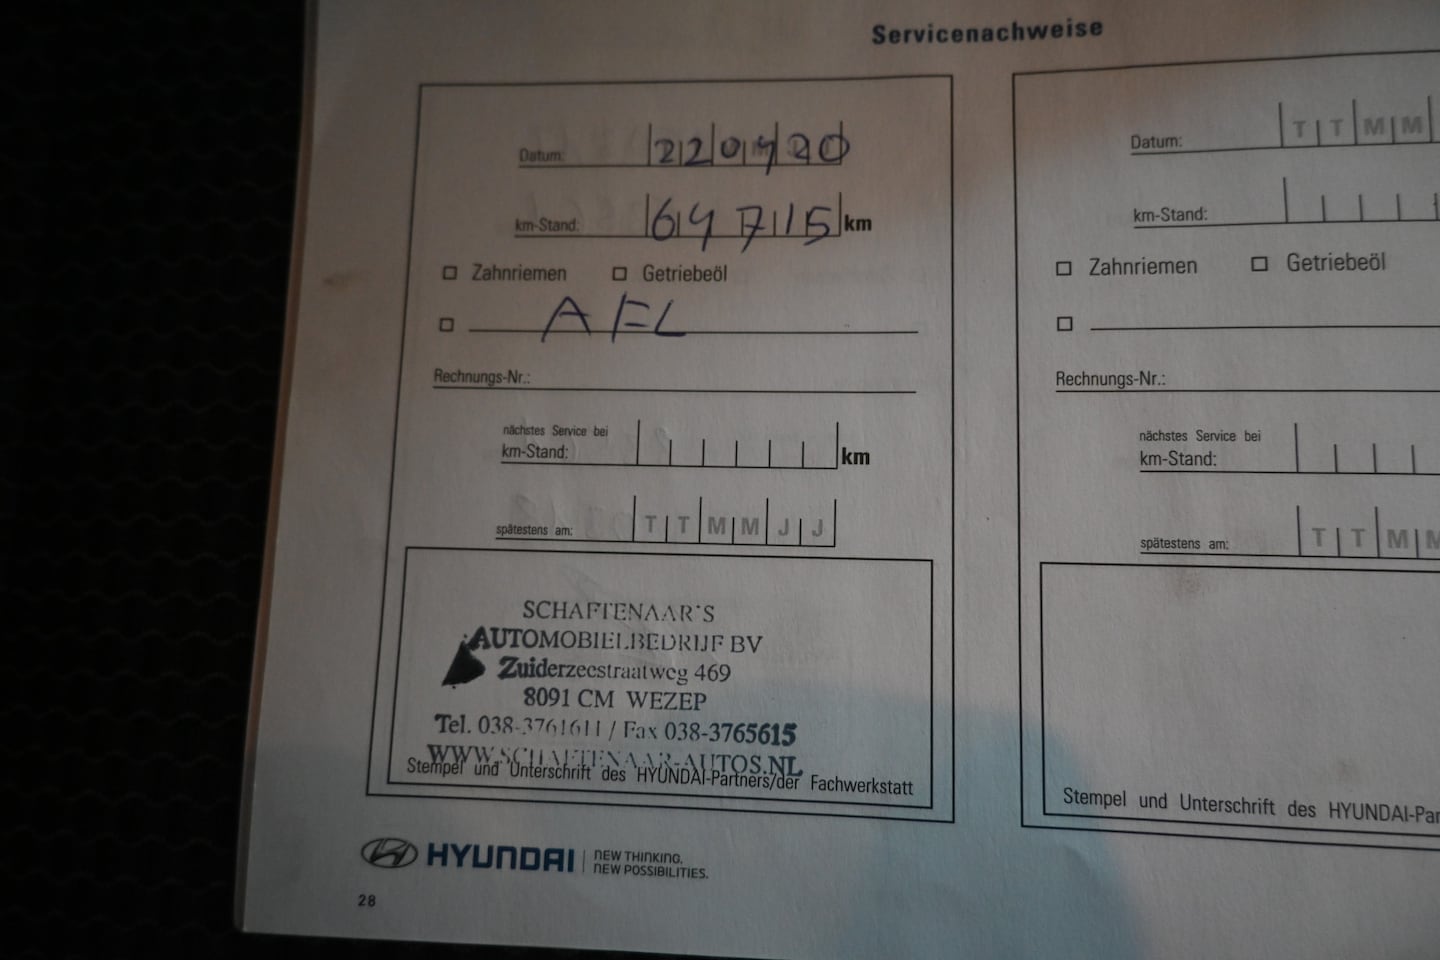 Servicenachweise
Datum: 220720
km-Stand: 64715 km
Zahnriemen Getriebeöl
AFL
Rechnungs-Nr.:
nächstes Service bei
km-Stand: km
spätestens am: T T M M J J
SCHAFTENAAR'S
AUTOMOBIELBEDRIJF BV
Zuiderzeestraatweg 469
8091 CM WEZEP
Tel. 038-3761611 / Fax 038-3765615
WWW.SCHAFTENAAR-AUTOS.NL
Stempel und Unterschrift des HYUNDAI-Partners/der Fachwerkstatt
HYUNDAI NEW THINKING.
NEW POSSIBILITIES.
28
Datum: T T M M
km-Stand:
Zahnriemen Getriebeöl
Rechnungs-Nr.:
nächstes Service bei
km-Stand:
spätestens am: T T M M
Stempel und Unterschrift des HYUNDAI-Par